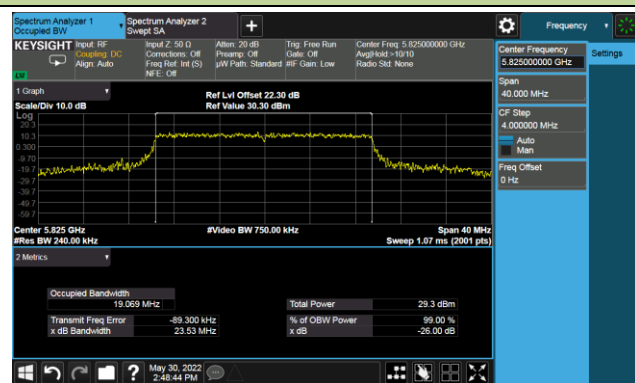 Spectrum Analyzer 1
Occupied BW
Spectrum Analyzer 2
Swept SA
Frequency
KEYSIGHT
Input: RF
Coupling: DC
Align: Auto
Input Z: 50 Ω
Corrections: Off
Freq Ref: Int (S)
NFE: Off
Atten: 20 dB
Preamp: Off
µW Path: Standard
Trig: Free Run
Gate: Off
#IF Gain: Low
Center Freq: 5.825000000 GHz
Avg|Hold:>10/10
Radio Std: None
LV
Center Frequency
5.825000000 GHz
Settings
Span
40.000 MHz
CF Step
4.000000 MHz
Auto
Man
Freq Offset
0 Hz
1 Graph
Scale/Div 10.0 dB
Ref Lvl Offset 22.30 dB
Ref Value 30.30 dBm
Log
20.3
10.3
0.300
-9.70
-19.7
-29.7
-39.7
-49.7
-59.7
Center 5.825 GHz
#Res BW 240.00 kHz
#Video BW 750.00 kHz
Span 40 MHz
Sweep 1.07 ms (2001 pts)
2 Metrics
Occupied Bandwidth
19.069 MHz
Total Power 29.3 dBm
Transmit Freq Error -89.300 kHz
% of OBW Power 99.00 %
x dB Bandwidth 23.53 MHz
x dB -26.00 dB
May 30, 2022
2:48:44 PM